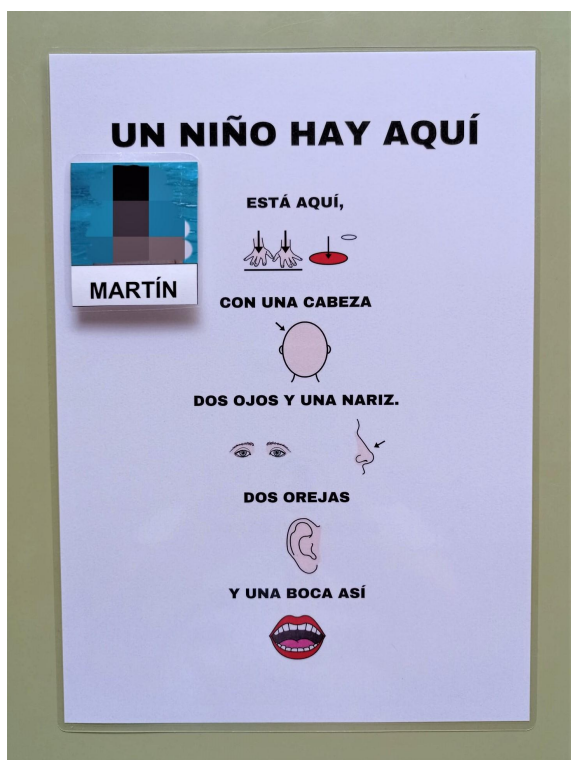 UN NIÑO HAY AQUÍ
MARTÍN
ESTÁ AQUÍ,
CON UNA CABEZA
DOS OJOS Y UNA NARIZ.
DOS OREJAS
Y UNA BOCA ASÍ